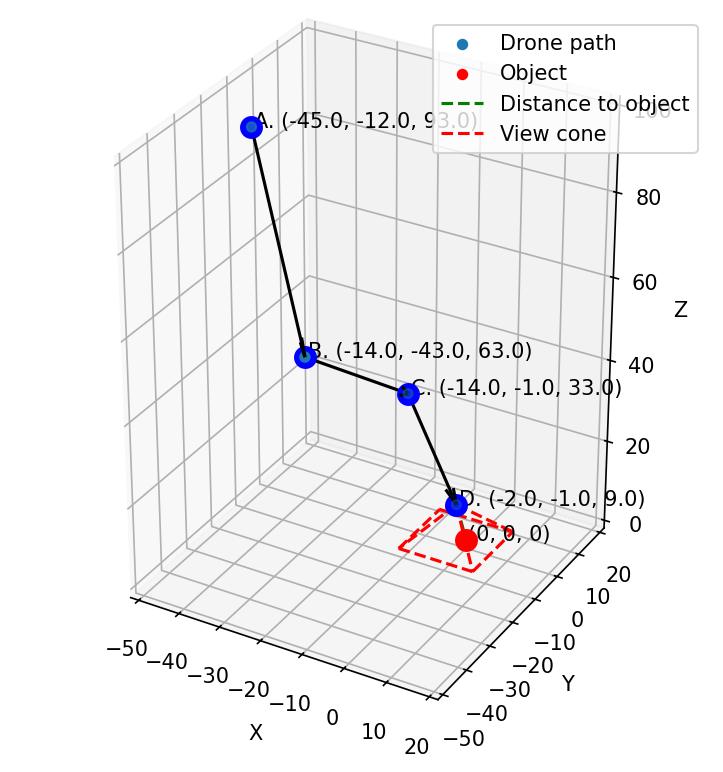 Drone path
Object
Distance to object
View cone
A. (-45.0, -12.0, 93.0)
B. (-14.0, -43.0, 63.0)
C. (-14.0, -1.0, 33.0)
D. (-2.0, -1.0, 9.0)
(0, 0, 0)
100
80
60
40
20
0
Z
20
10
0
−10
−20
−30
−40
−50
Y
−50
−40
−30
−20
−10
0
10
20
X